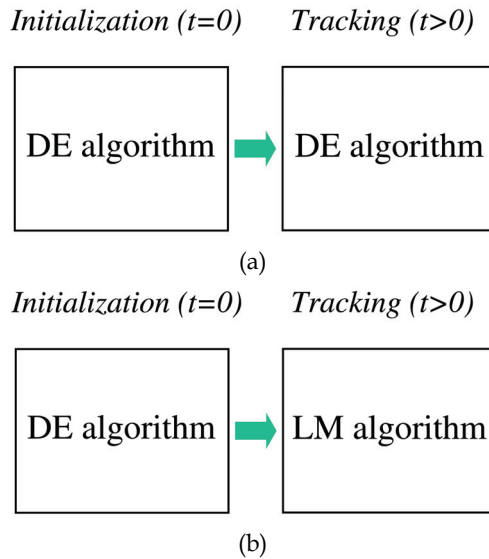 Initialization (t=0) Tracking (t>0)
DE algorithm DE algorithm
(a)
Initialization (t=0) Tracking (t>0)
DE algorithm LM algorithm
(b)